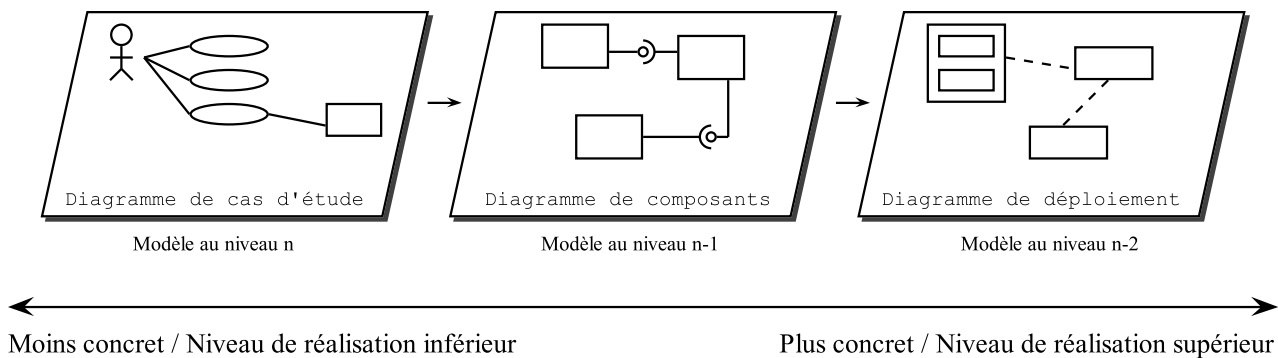 Diagramme de cas d'étude
Diagramme de composants
Diagramme de déploiement
Modèle au niveau n
Modèle au niveau n-1
Modèle au niveau n-2
Moins concret / Niveau de réalisation inférieur
Plus concret / Niveau de réalisation supérieur